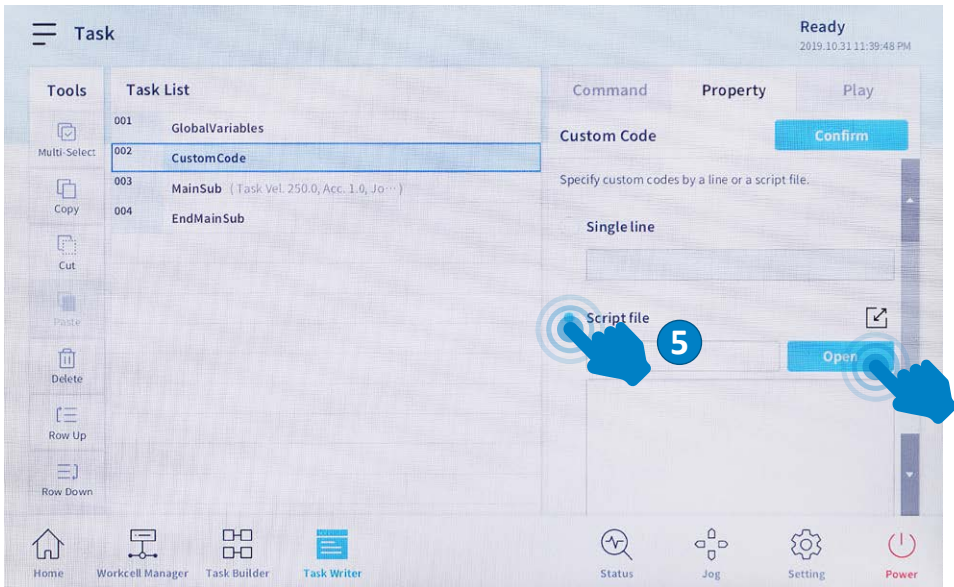 Task
Ready
2019.10.31 11:39:48 PM
Tools
Multi-Select
Copy
Cut
Paste
Delete
Row Up
Row Down
Task List
001 GlobalVariables
002 CustomCode
003 MainSub (Task Vel. 250.0, Acc. 1.0, Jo···)
004 EndMainSub
Command Property Play
Custom Code Confirm
Specify custom codes by a line or a script file.
Single line
Script file
5
Open
Home Workcell Manager Task Builder Task Writer Status Jog Setting Power